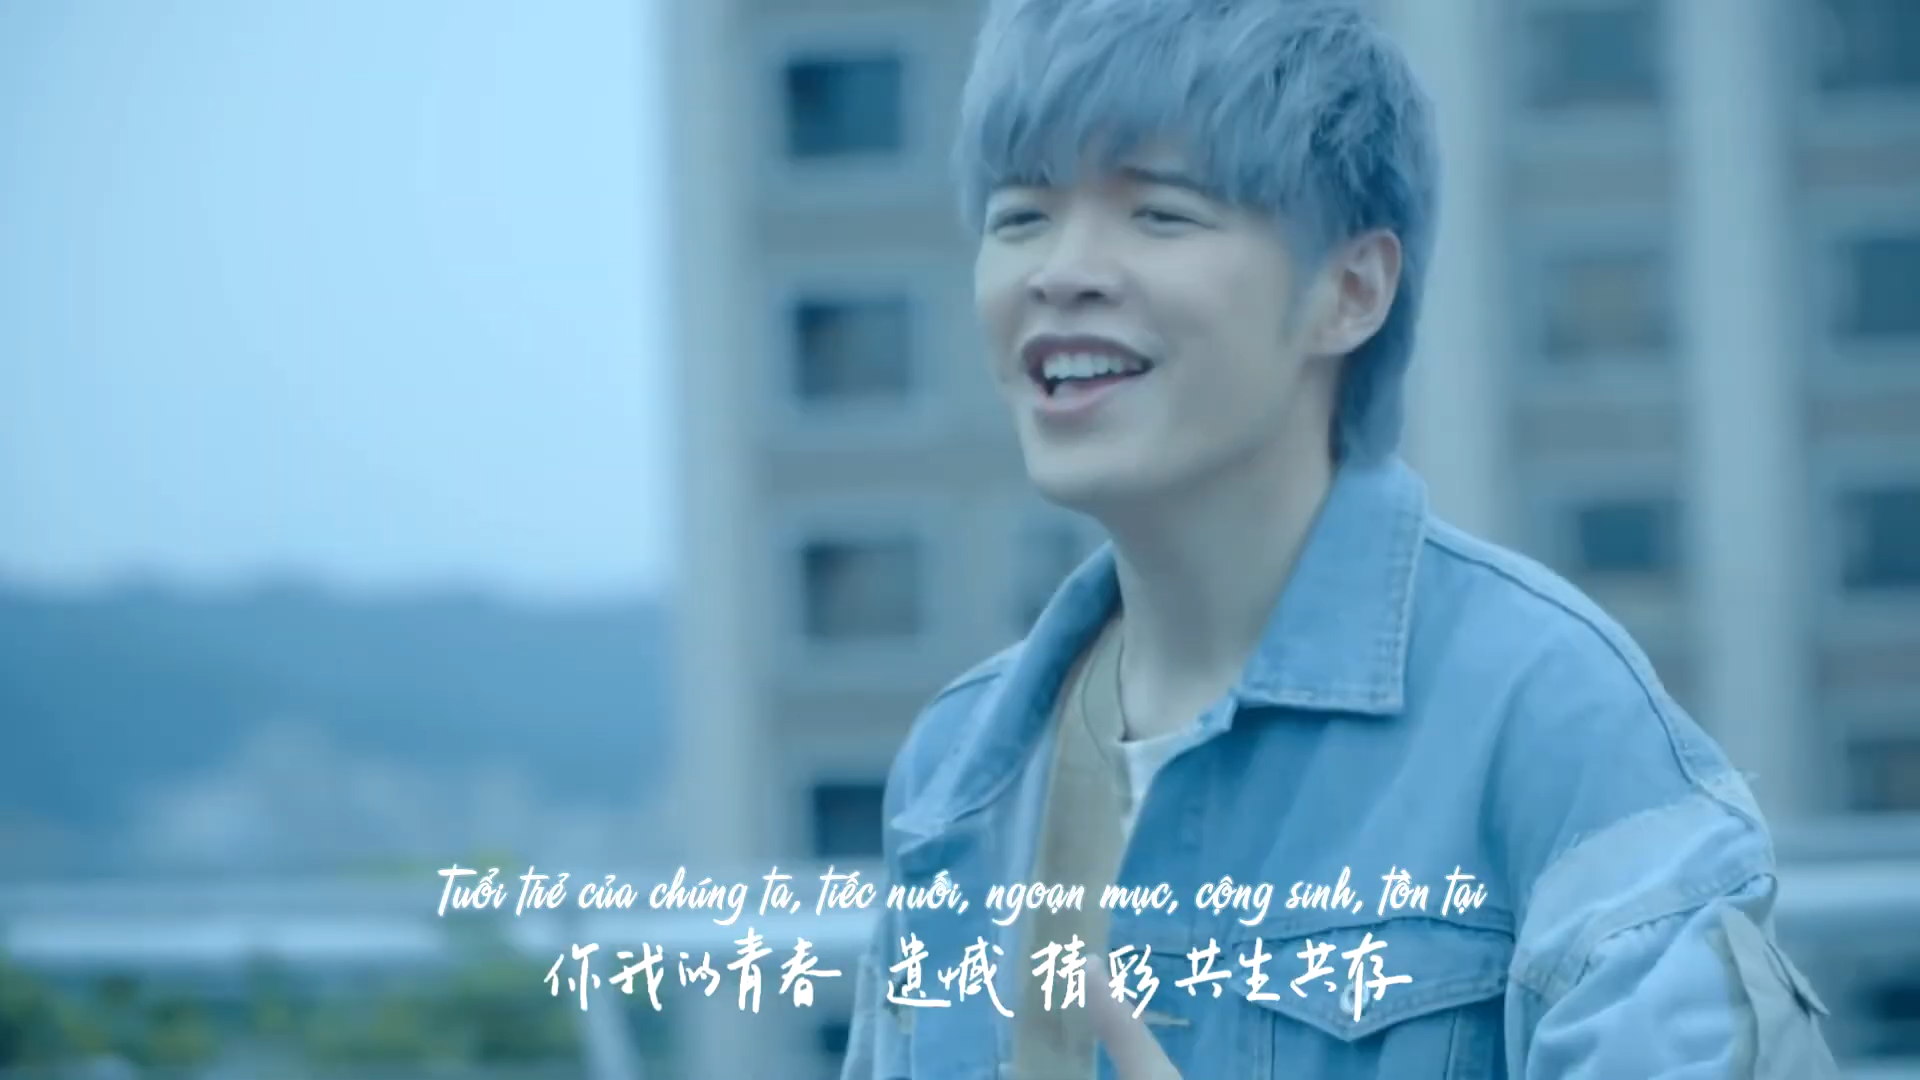 Tuổi trẻ của chúng ta, tiếc nuối, ngoạn mục, cộng sinh, tồn tại
你我的青春 遺憾 精彩 共生共存